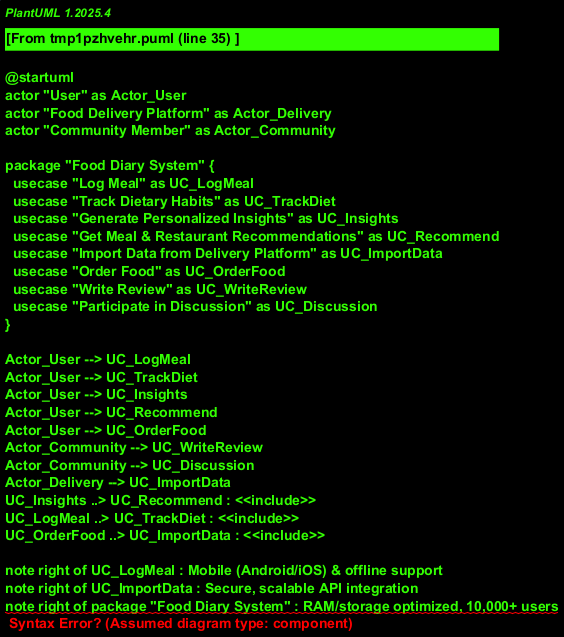 PlantUML 1.2025.4
[From tmp1pzhvehr.puml (line 35) ]
@startuml
actor "User" as Actor_User
actor "Food Delivery Platform" as Actor_Delivery
actor "Community Member" as Actor_Community
package "Food Diary System" {
usecase "Log Meal" as UC_LogMeal
usecase "Track Dietary Habits" as UC_TrackDiet
usecase "Generate Personalized Insights" as UC_Insights
usecase "Get Meal & Restaurant Recommendations" as UC_Recommend
usecase "Import Data from Delivery Platform" as UC_ImportData
usecase "Order Food" as UC_OrderFood
usecase "Write Review" as UC_WriteReview
usecase "Participate in Discussion" as UC_Discussion
}
Actor_User --> UC_LogMeal
Actor_User --> UC_TrackDiet
Actor_User --> UC_Insights
Actor_User --> UC_Recommend
Actor_User --> UC_OrderFood
Actor_Community --> UC_WriteReview
Actor_Community --> UC_Discussion
Actor_Delivery --> UC_ImportData
UC_Insights ..> UC_Recommend : <<include>>
UC_LogMeal ..> UC_TrackDiet : <<include>>
UC_OrderFood ..> UC_ImportData : <<include>>
note right of UC_LogMeal : Mobile (Android/iOS) & offline support
note right of UC_ImportData : Secure, scalable API integration
note right of package "Food Diary System" : RAM/storage optimized, 10,000+ users
Syntax Error? (Assumed diagram type: component)